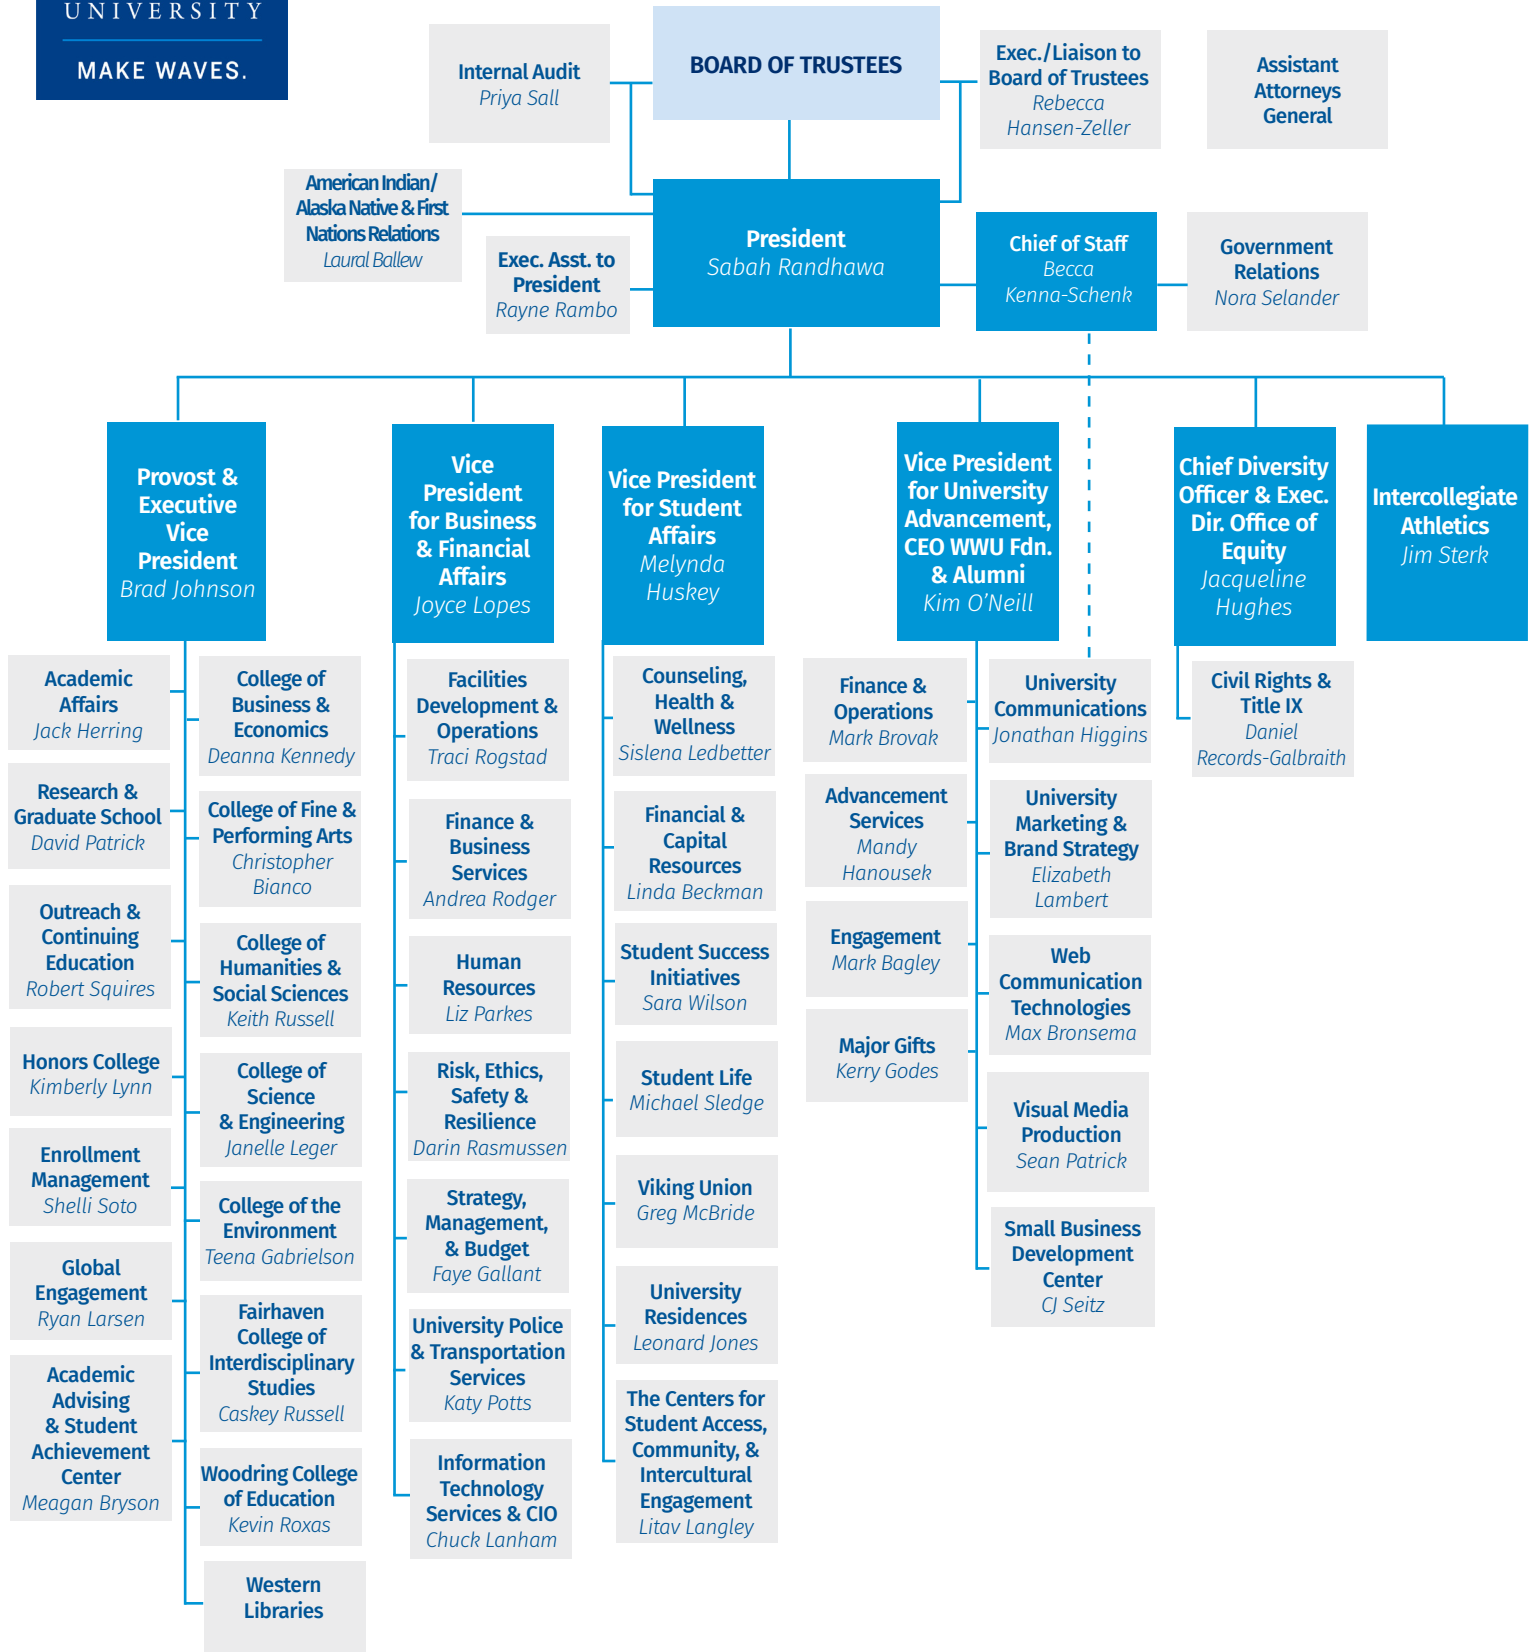 UNIVERSITY
MAKE WAVES.
Internal Audit
Priya Sall
BOARD OF TRUSTEES
Exec./Liaison to
Board of Trustees
Rebecca
Hansen-Zeller
Assistant
Attorneys
General
American Indian/
Alaska Native & First
Nations Relations
Laural Ballew
Exec. Asst. to
President
Rayne Rambo
President
Sabah Randhawa
Chief of Staff
Becca
Kenna-Schenk
Government
Relations
Nora Selander
Provost &
Executive
Vice
President
Brad Johnson
Vice
President
for Business
& Financial
Affairs
Joyce Lopes
Vice President
for Student
Affairs
Melynda
Huskey
Vice President
for University
Advancement,
CEO WWU Fdn.
& Alumni
Kim O’Neill
Chief Diversity
Officer & Exec.
Dir. Office of
Equity
Jacqueline
Hughes
Intercollegiate
Athletics
Jim Sterk
Academic
Affairs
Jack Herring
Research &
Graduate School
David Patrick
Outreach &
Continuing
Education
Robert Squires
Honors College
Kimberly Lynn
Enrollment
Management
Shelli Soto
Global
Engagement
Ryan Larsen
Academic
Advising
& Student
Achievement
Center
Meagan Bryson
College of
Business &
Economics
Deanna Kennedy
College of Fine &
Performing Arts
Christopher
Bianco
College of
Humanities &
Social Sciences
Keith Russell
College of
Science
& Engineering
Janelle Leger
College of the
Environment
Teena Gabrielson
Fairhaven
College of
Interdisciplinary
Studies
Caskey Russell
Woodring College
of Education
Kevin Roxas
Western
Libraries
Facilities
Development &
Operations
Traci Rogstad
Finance &
Business
Services
Andrea Rodger
Human
Resources
Liz Parkes
Risk, Ethics,
Safety &
Resilience
Darin Rasmussen
Strategy,
Management,
& Budget
Faye Gallant
University Police
& Transportation
Services
Katy Potts
Information
Technology
Services & CIO
Chuck Lanham
Counseling,
Health &
Wellness
Sislena Ledbetter
Financial &
Capital
Resources
Linda Beckman
Student Success
Initiatives
Sara Wilson
Student Life
Michael Sledge
Viking Union
Greg McBride
University
Residences
Leonard Jones
The Centers for
Student Access,
Community, &
Intercultural
Engagement
Litav Langley
Finance &
Operations
Mark Brovak
Advancement
Services
Mandy
Hanousek
Engagement
Mark Bagley
Major Gifts
Kerry Godes
University
Communications
Jonathan Higgins
University
Marketing &
Brand Strategy
Elizabeth
Lambert
Web
Communication
Technologies
Max Bronsema
Visual Media
Production
Sean Patrick
Small Business
Development
Center
CJ Seitz
Civil Rights &
Title IX
Daniel
Records-Galbraith